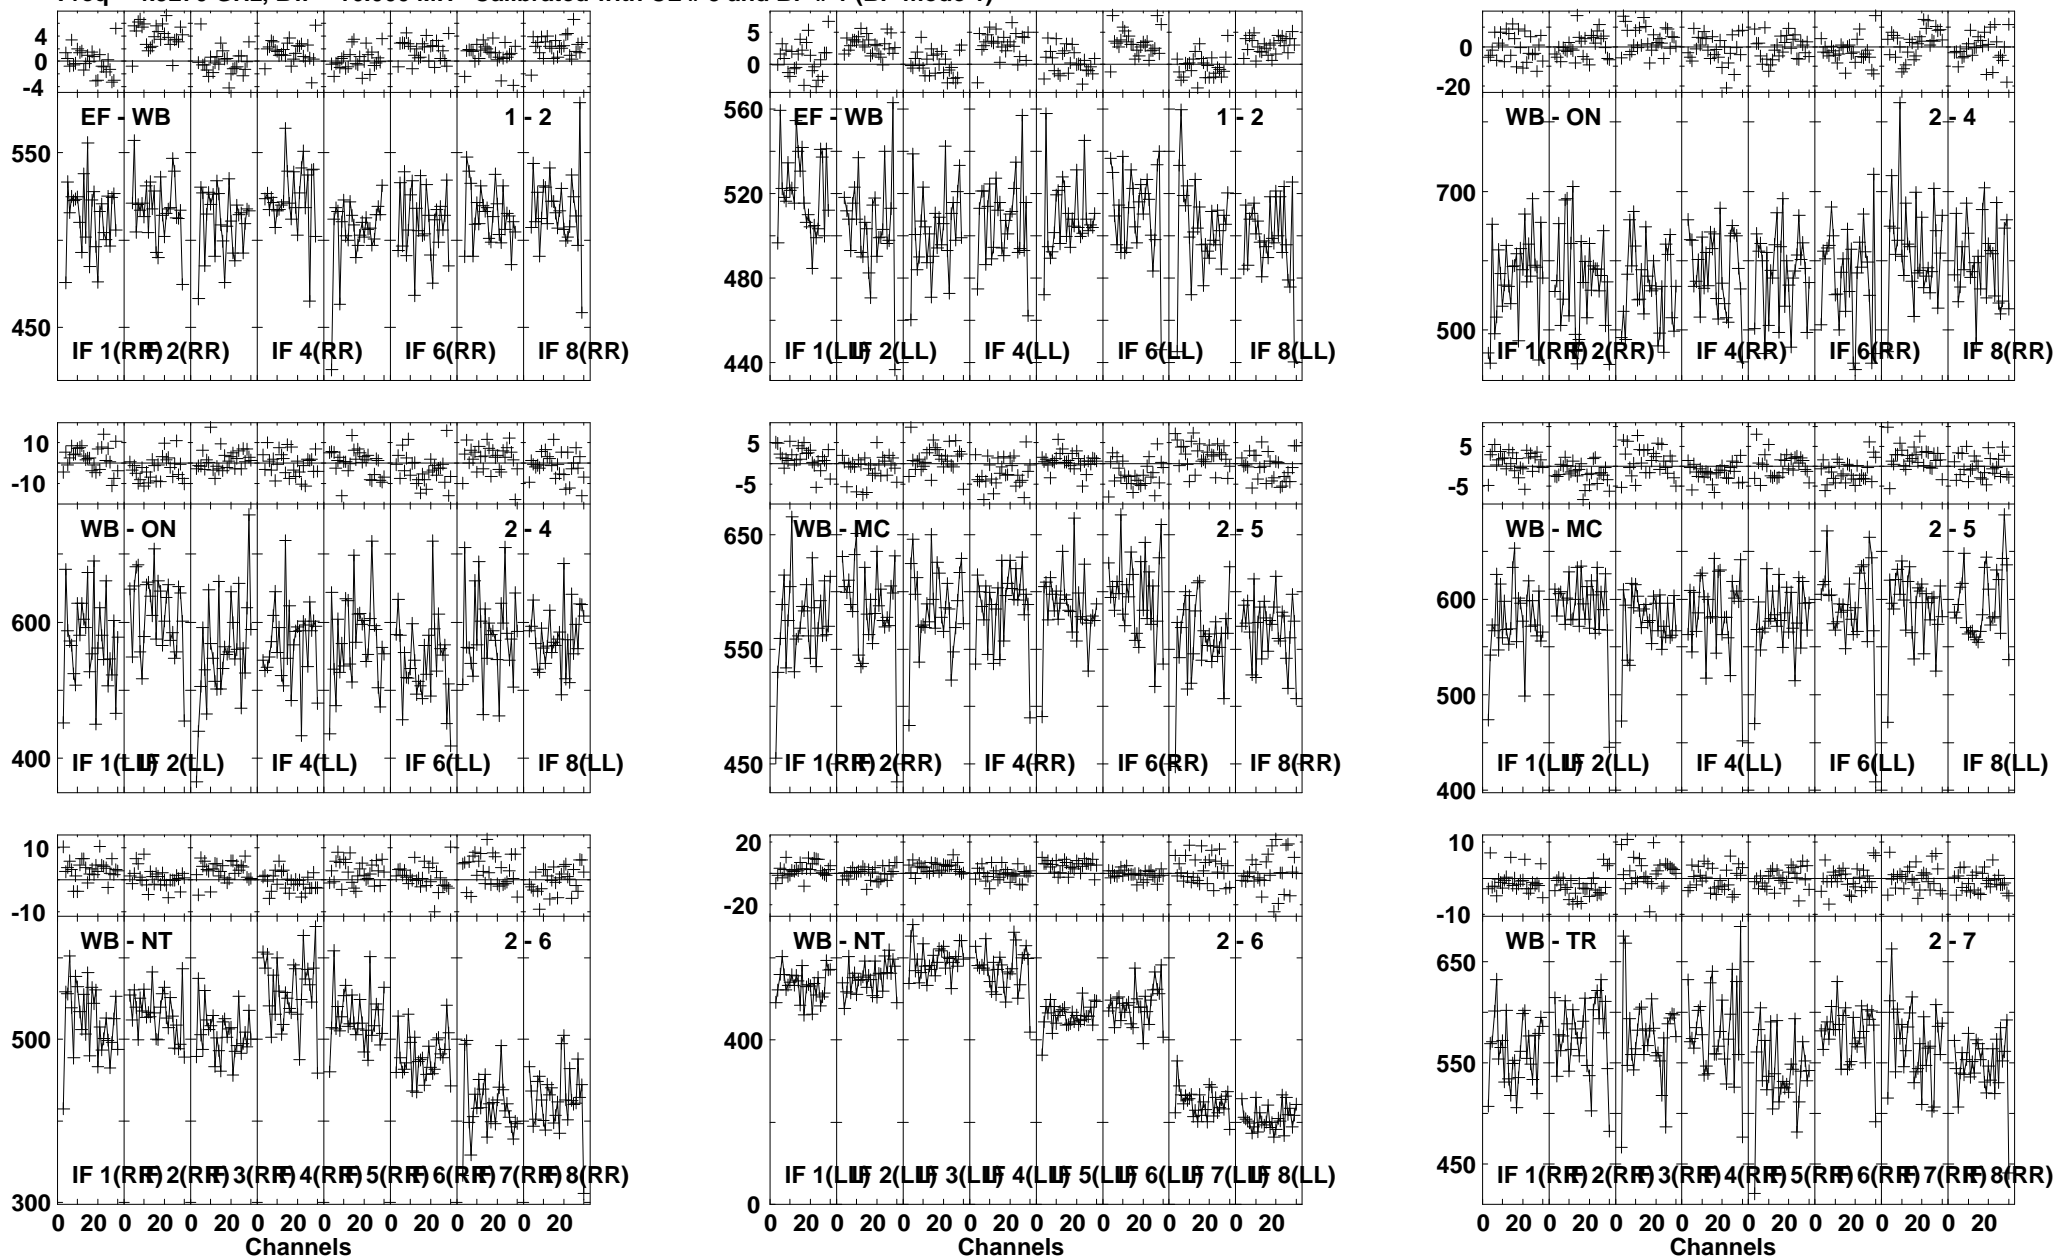 4
0
-4
EF - WB 1 - 2
550
450
IF 1(RR) IF 2(RR) IF 4(RR) IF 6(RR) IF 8(RR)
5
0
560
EF - WB 1 - 2
520
480
440
IF 1(LL) IF 2(LL) IF 4(LL) IF 6(LL) IF 8(LL)
0
-20
WB - ON 2 - 4
700
500
IF 1(RR) IF 2(RR) IF 4(RR) IF 6(RR) IF 8(RR)
10
-10
WB - ON 2 - 4
600
400
IF 1(LL) IF 2(LL) IF 4(LL) IF 6(LL) IF 8(LL)
5
-5
WB - MC 2 - 5
650
550
450
IF 1(RR) IF 2(RR) IF 4(RR) IF 6(RR) IF 8(RR)
5
-5
WB - MC 2 - 5
600
500
400
IF 1(LL) IF 2(LL) IF 4(LL) IF 6(LL) IF 8(LL)
10
-10
WB - NT 2 - 6
500
300
IF 1(RR) IF 2(RR) IF 3(RR) IF 4(RR) IF 5(RR) IF 6(RR) IF 7(RR) IF 8(RR)
0 20 0 20 0 20 0 20 0 20 0 20 0 20 0 20
Channels
20
-20
WB - NT 2 - 6
400
0
IF 1(LL) IF 2(LL) IF 3(LL) IF 4(LL) IF 5(LL) IF 6(LL) IF 7(LL) IF 8(LL)
0 20 0 20 0 20 0 20 0 20 0 20 0 20 0 20
Channels
10
-10
WB - TR 2 - 7
650
550
450
IF 1(RR) IF 2(RR) IF 3(RR) IF 4(RR) IF 5(RR) IF 6(RR) IF 7(RR) IF 8(RR)
0 20 0 20 0 20 0 20 0 20 0 20 0 20 0 20
Channels